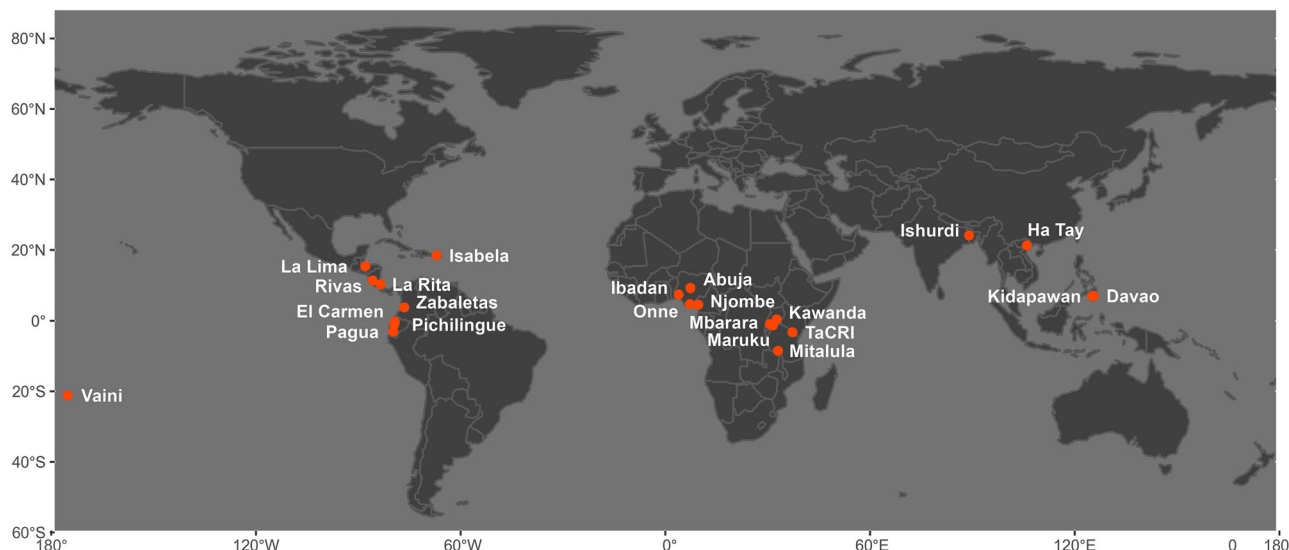 80°N
60°N
40°N
20°N
0°
20°S
40°S
60°S
Ishurdi
Ha Tay
Isabela
La Lima
Rivas
La Rita
Zabaletas
El Carmen
Pagua
Pichilingue
Ibadan
Abuja
Onne
Njombe
Mbarara
Kawanda
Maruku
TaCRI
Mitalula
Kidapawan
Davao
Vaini
180°
120°W
60°W
0°
60°E
120°E
0
180